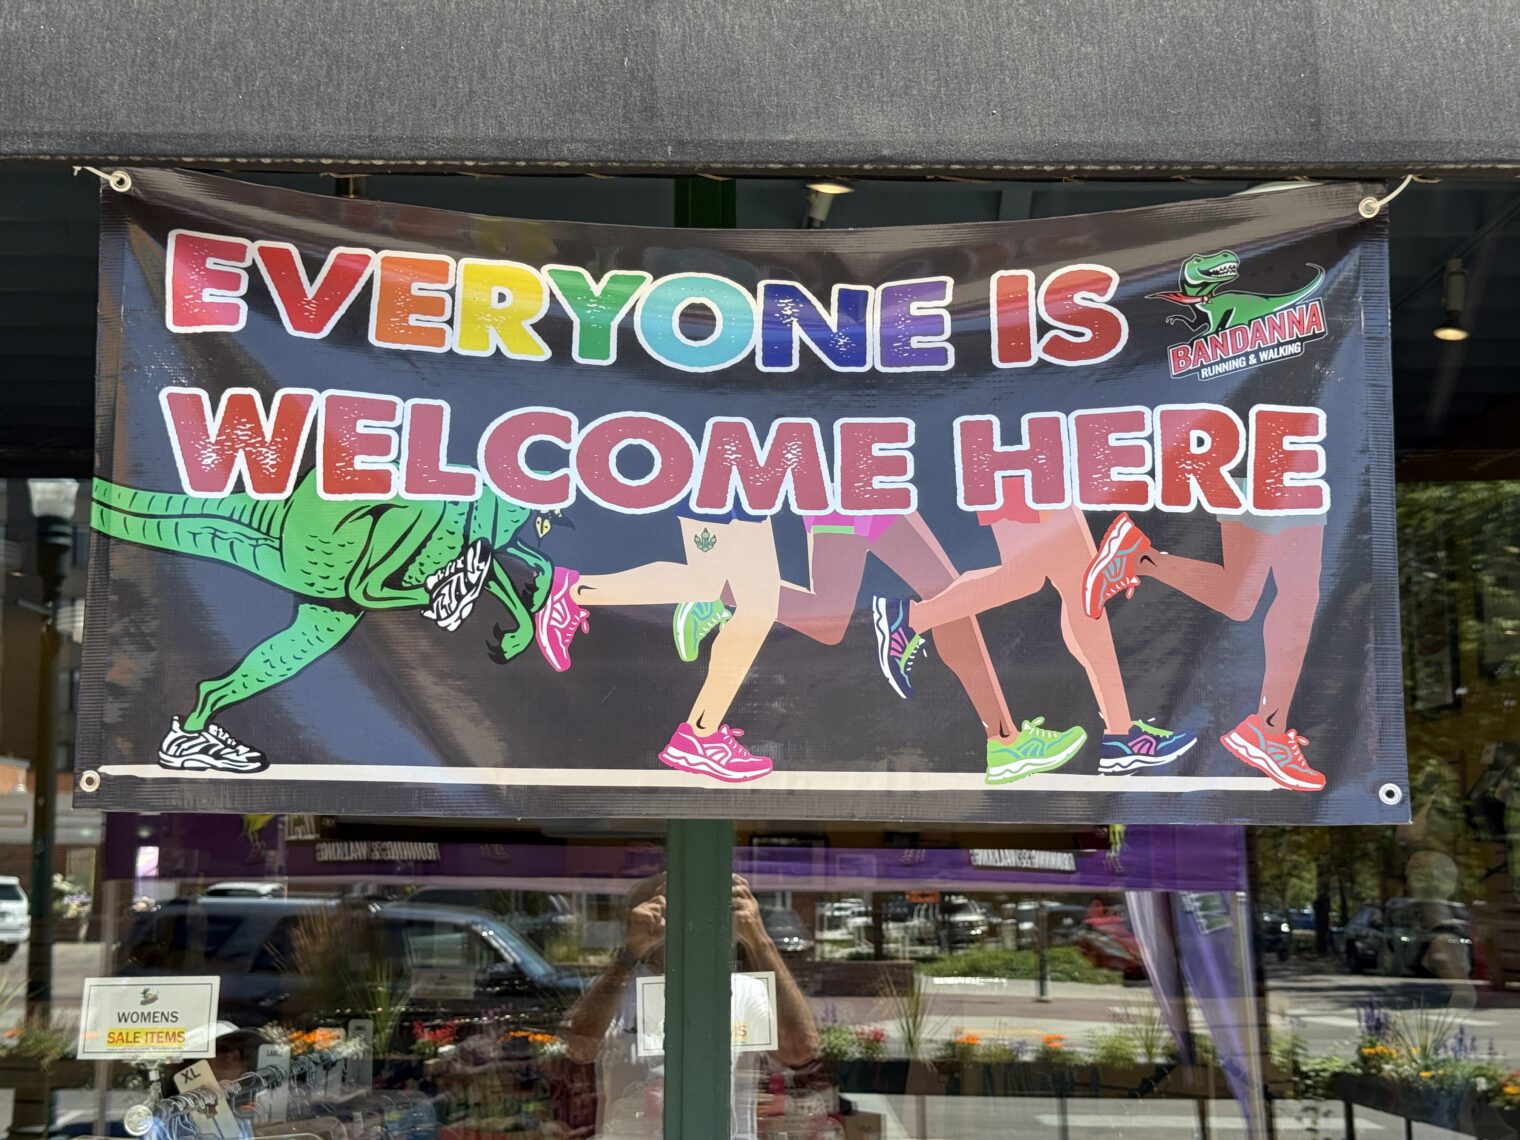 EVERYONE IS
WELCOME HERE
BANDANNA
RUNNING & WALKING
WOMENS
SALE ITEMS
XL